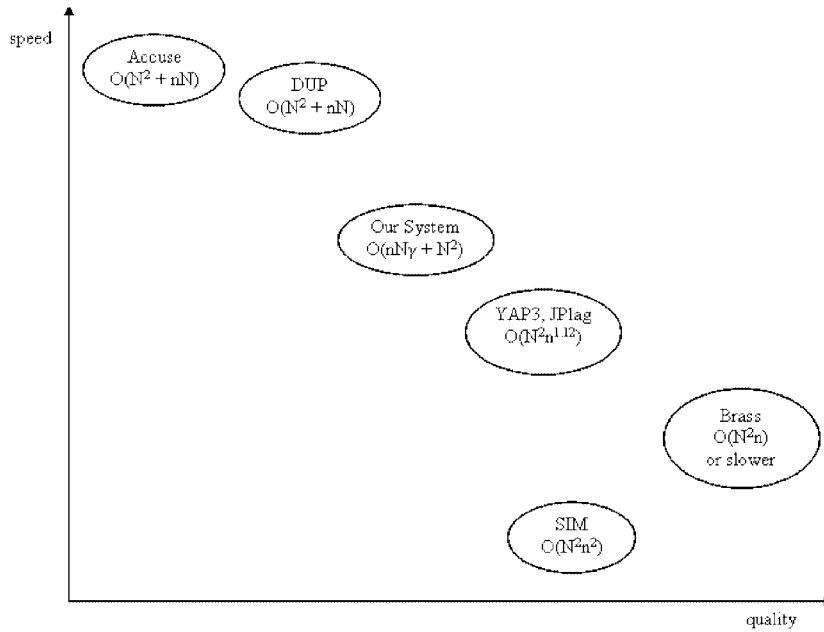 speed
Accuse
O(N² + nN)
DUP
O(N² + nN)
Our System
O(nNγ + N²)
YAP3, JPlag
O(N²n¹·¹²)
Brass
O(N²n)
or slower
SIM
O(N²n²)
quality